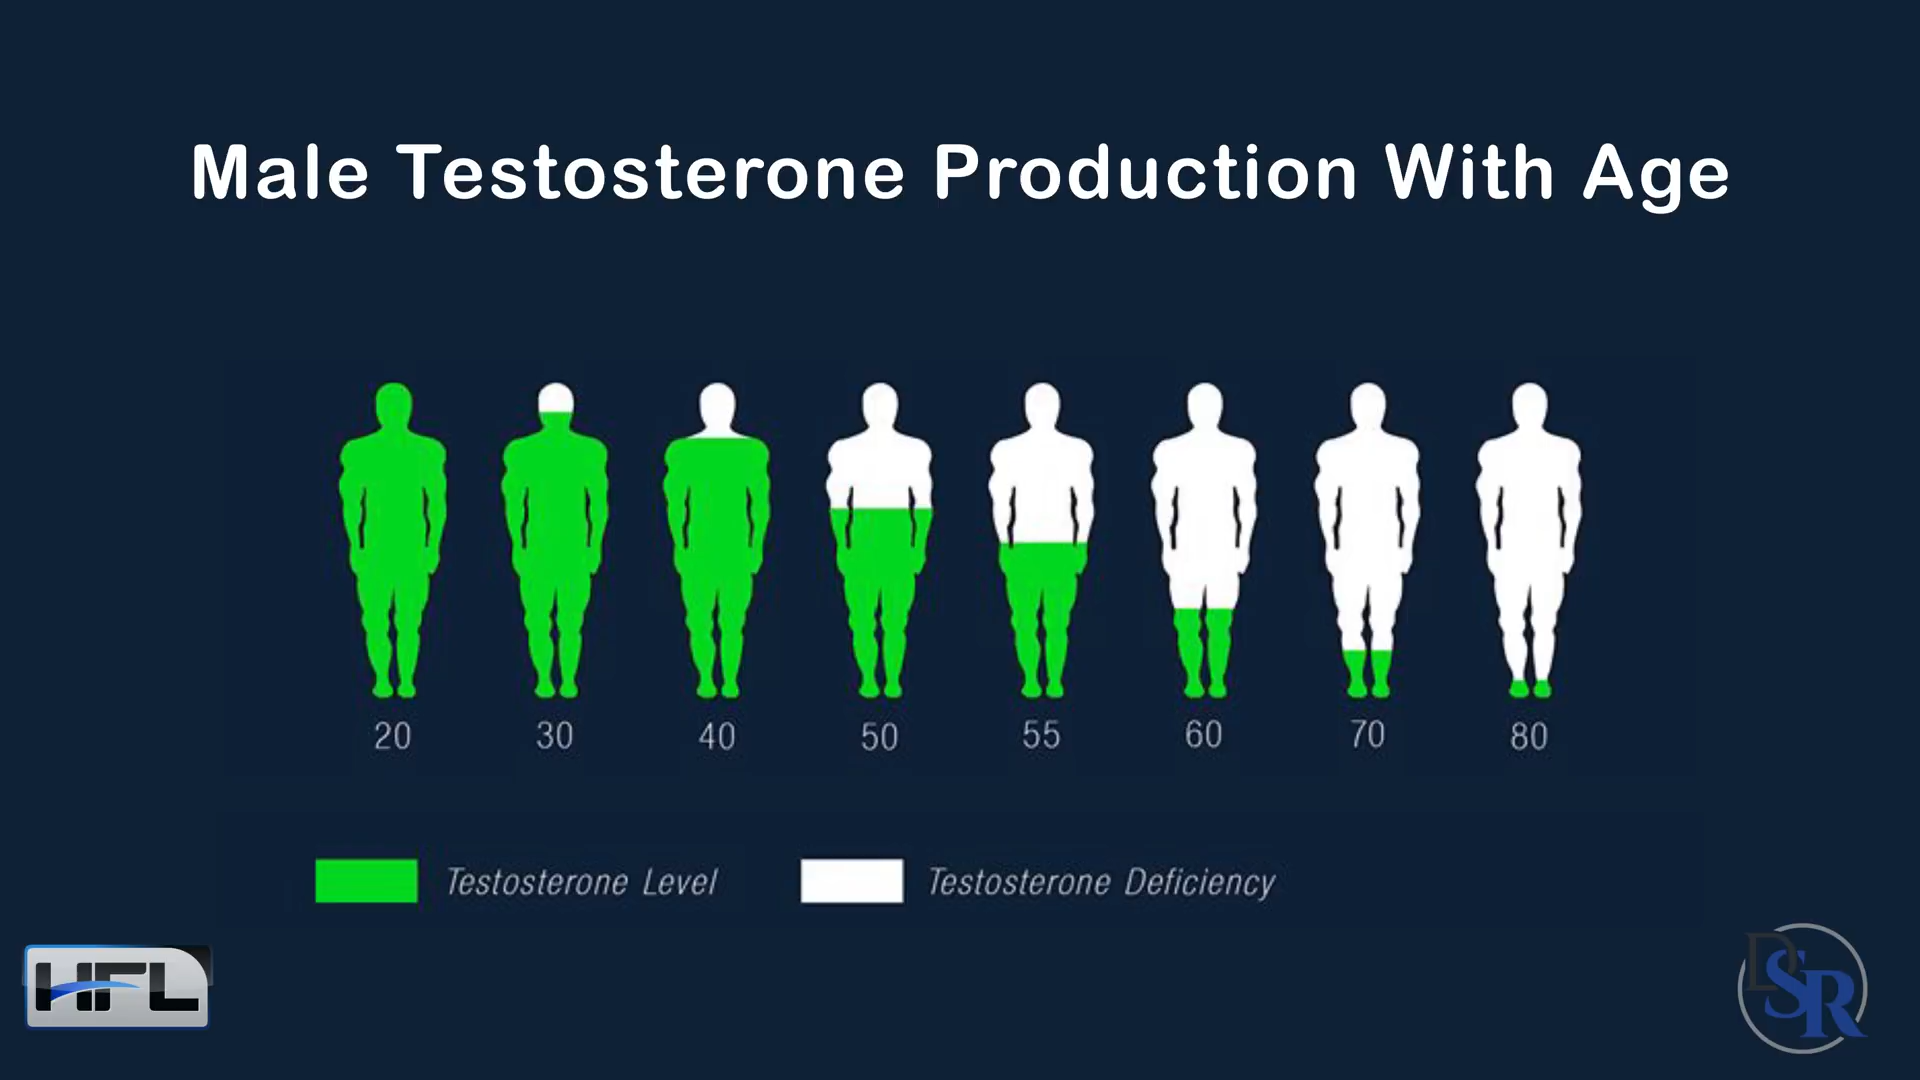 Male Testosterone Production With Age
20 30 40 50 55 60 70 80
Testosterone Level Testosterone Deficiency
HFL
DSR